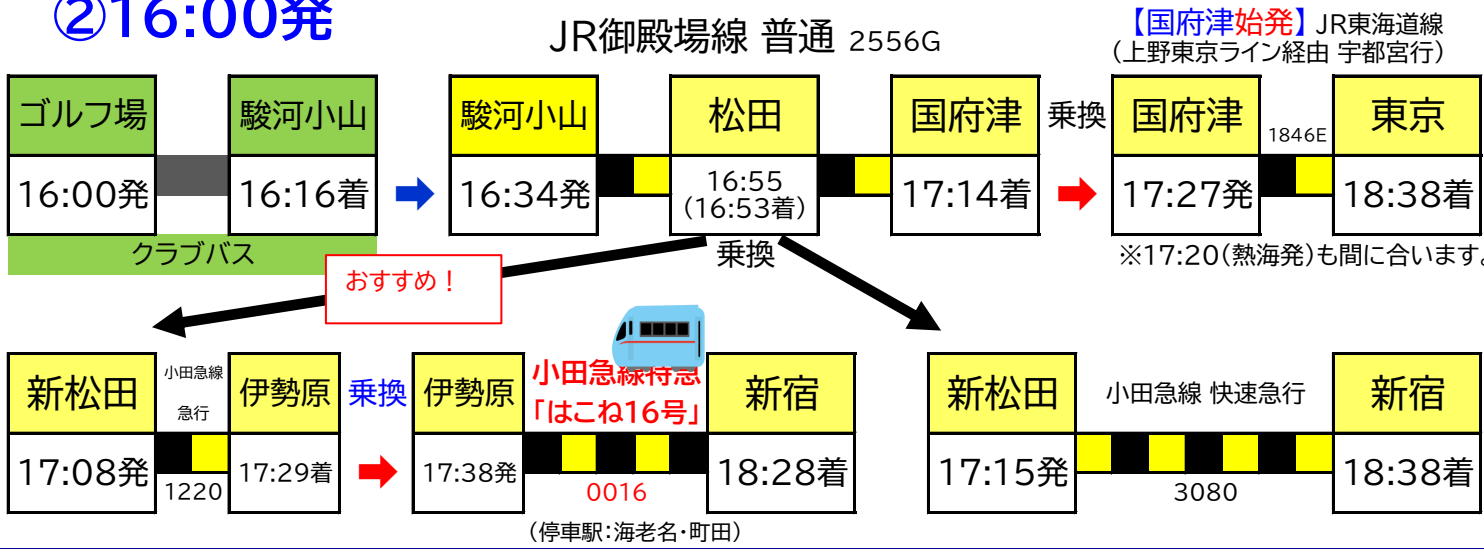 ②16:00発
JR御殿場線 普通 2556G
【国府津始発】JR東海道線
(上野東京ライン経由 宇都宮行)
ゴルフ場 駿河小山 駿河小山 松田 国府津 乗換 国府津 1846E 東京
16:00発 16:16着 16:34発 16:55 17:14着 17:27発 18:38着
(16:53着)
クラブバス 乗換 ※17:20(熱海発)も間に合います。
おすすめ!
新松田 小田急線 伊勢原 乗換 伊勢原 小田急線特急 新宿 新松田 小田急線 快速急行 新宿
急行 「はこね16号」
17:08発 17:29着 17:38発 18:28着 17:15発 18:38着
1220 0016 3080
(停車駅:海老名・町田)